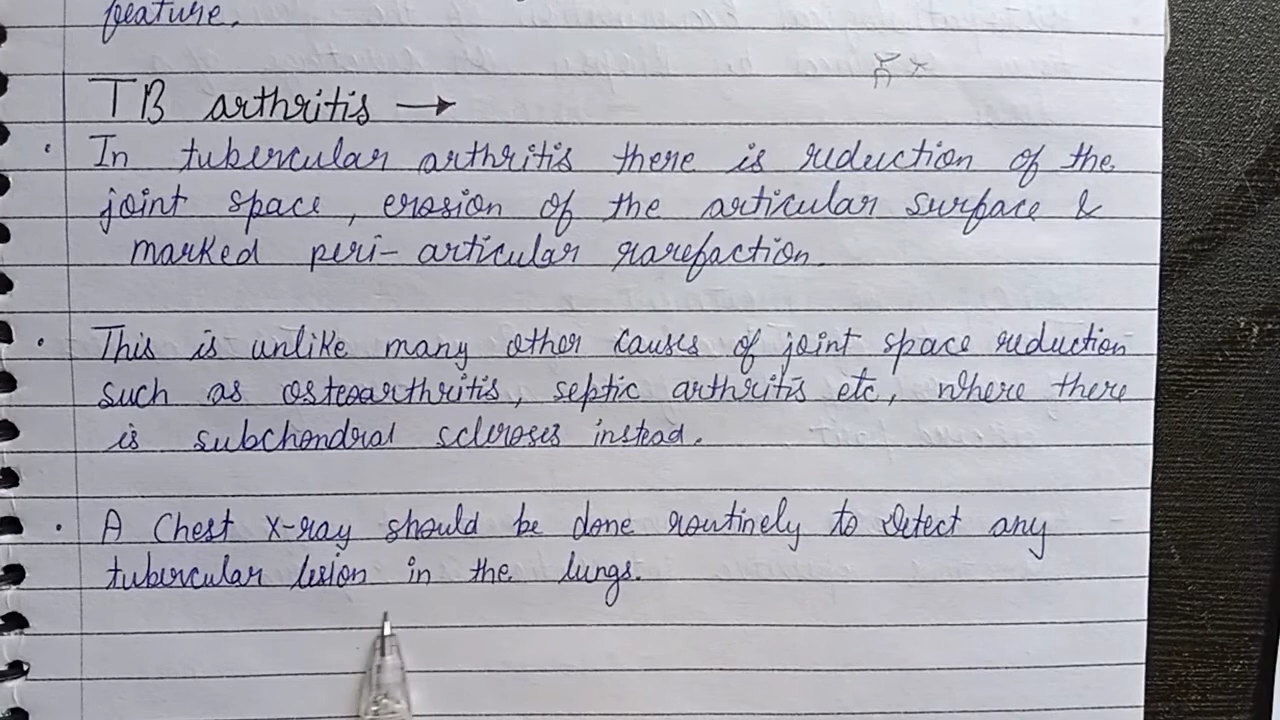 feature.
TB arthritis →
• In tubercular arthritis there is reduction of the
joint space, erosion of the articular surface &
marked peri-articular rarefaction.
• This is unlike many other causes of joint space reduction
such as osteoarthritis, septic arthritis etc, where there
is subchondral scleroses instead.
• A Chest X-ray should be done routinely to detect any
tubercular lesion in the lungs.